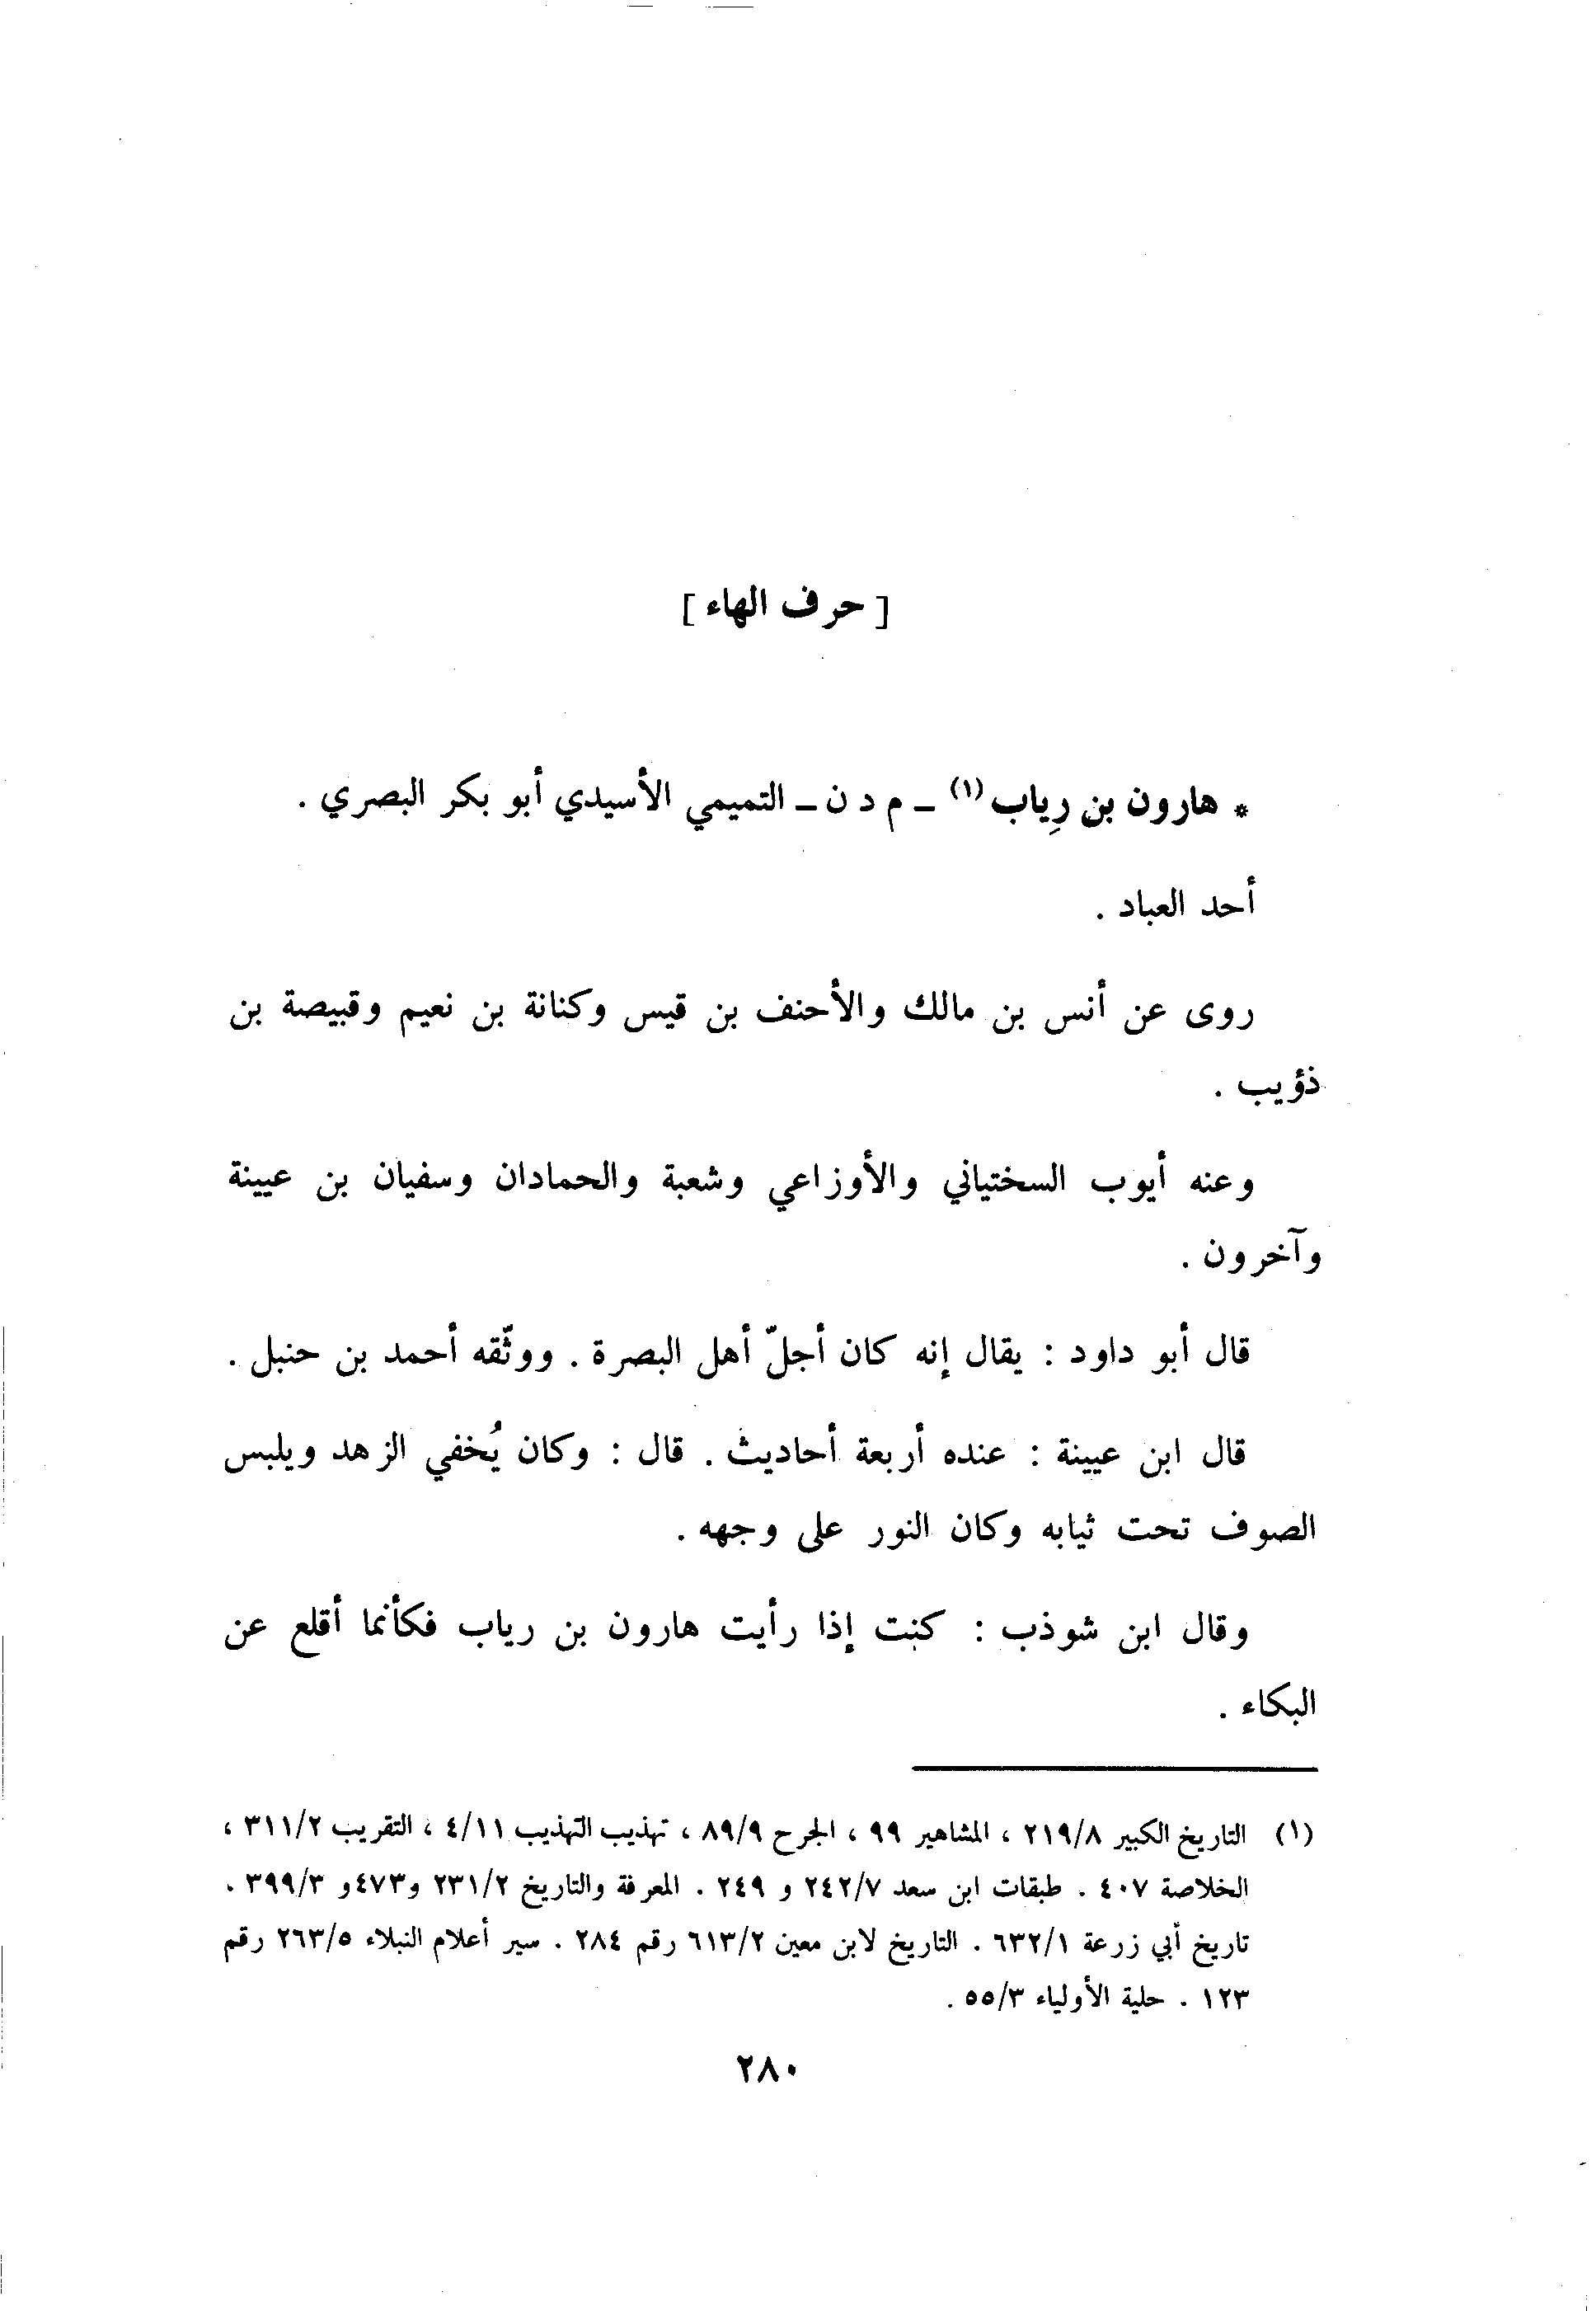 [ حرف الهاء ]
* هارون بن رِياب (١) ـ م د ن ـ التميمي الأسيدي أبو بكر البصري .
أحد العباد .
روى عن أنس بن مالك والأحنف بن قيس وكنانة بن نعيم وقبيصة بن
ذؤيب .
وعنه أيوب السختياني والأوزاعي وشعبة والحمادان وسفيان بن عيينة
وآخرون .
قال أبو داود : يقال إنه كان أجلّ أهل البصرة . ووثّقه أحمد بن حنبل .
قال ابن عيينة : عنده أربعة أحاديث . قال : وكان يُخفي الزهد ويلبس
الصوف تحت ثيابه وكان النور على وجهه .
وقال ابن شوذب : كنت إذا رأيت هارون بن رياب فكأنما أقلع عن
البكاء .
(١) التاريخ الكبير ٢١٩/٨ ، المشاهير ٩٩ ، الجرح ٨٩/٩ ، تهذيب التهذيب ٤/١١ ، التقريب ٣١١/٢ ،
الخلاصة ٤٠٧ . طبقات ابن سعد ٢٤٢/٧ و ٢٤٩ . المعرفة والتاريخ ٢٣١/٢ و٤٧٣و ٣٩٩/٣ .
تاريخ أبي زرعة ٦٣٢/١ . التاريخ لابن معين ٦١٣/٢ رقم ٢٨٤ . سير أعلام النبلاء ٢٦٣/٥ رقم
١٢٣ . حلية الأولياء ٥٥/٣ .
٢٨٠